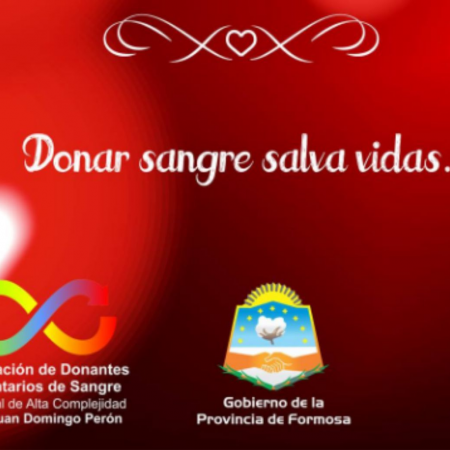 Donar sangre salva vidas.
ación de Donantes
ntarios de Sangre
al de Alta Complejidad
uan Domingo Perón
Gobierno de la
Provincia de Formosa